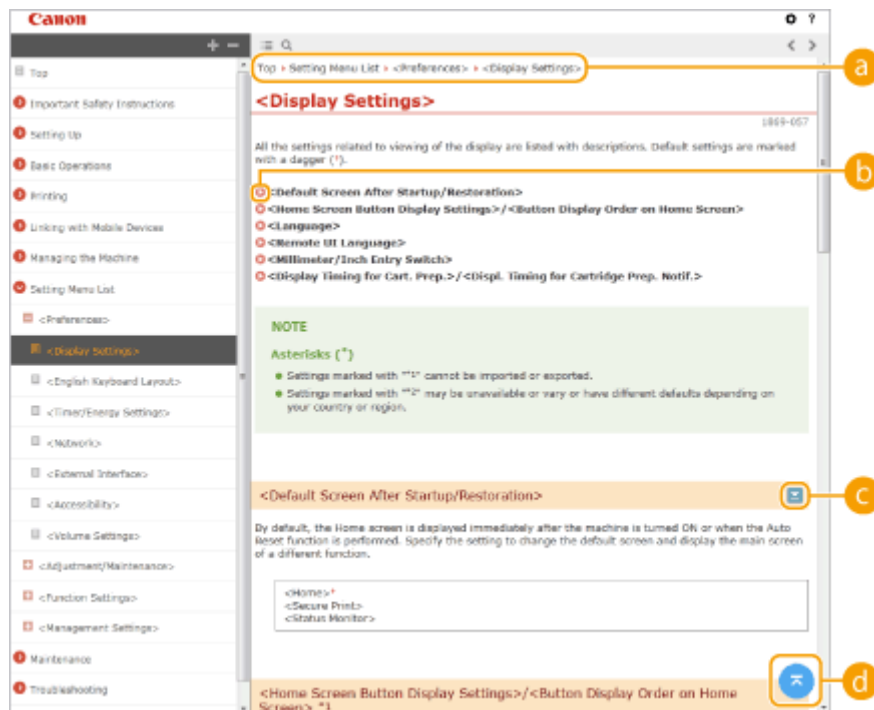 Canon
?
+ −
Top
Important Safety Instructions
Setting Up
Basic Operations
Printing
Linking with Mobile Devices
Managing the Machine
Setting Menu List
<Preferences>
<Display Settings>
<English Keyboard Layout>
<Timer/Energy Settings>
<Network>
<External Interface>
<Accessibility>
<Volume Settings>
<Adjustment/Maintenance>
<Function Settings>
<Management Settings>
Maintenance
Troubleshooting
Top ▸ Setting Menu List ▸ <Preferences> ▸ <Display Settings>
a
<Display Settings>
1869-057
All the settings related to viewing of the display are listed with descriptions. Default settings are marked
with a dagger (†).
b
<Default Screen After Startup/Restoration>
<Home Screen Button Display Settings>/<Button Display Order on Home Screen>
<Language>
<Remote UI Language>
<Millimeter/Inch Entry Switch>
<Display Timing for Cart. Prep.>/<Displ. Timing for Cartridge Prep. Notif.>
NOTE
Asterisks (*)
Settings marked with "*1" cannot be imported or exported.
Settings marked with "*2" may be unavailable or vary or have different defaults depending on
your country or region.
<Default Screen After Startup/Restoration>
c
By default, the Home screen is displayed immediately after the machine is turned ON or when the Auto
Reset function is performed. Specify the setting to change the default screen and display the main screen
of a different function.
<Home>†
<Secure Print>
<Status Monitor>
d
<Home Screen Button Display Settings>/<Button Display Order on Home
Screen> *1